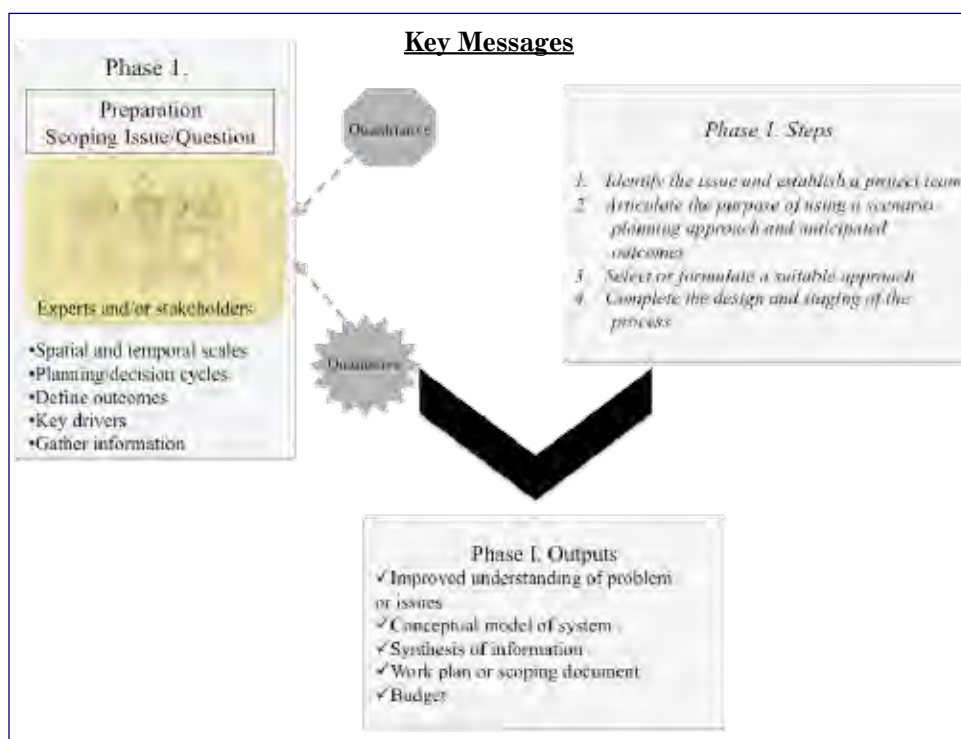 Key Messages
Phase 1.
Preparation
Scoping Issue/Question
Experts and/or stakeholders
•Spatial and temporal scales
•Planning/decision cycles
•Define outcomes
•Key drivers
•Gather information
Phase I. Steps
1. Identify the issue and establish a project team
2. Articulate the purpose of using a scenario
planning approach and anticipated
outcomes
3. Select or formulate a suitable approach
4. Complete the design and staging of the
process
Phase I. Outputs
✓Improved understanding of problem
or issues
✓Conceptual model of system
✓Synthesis of information
✓Work plan or scoping document
✓Budget